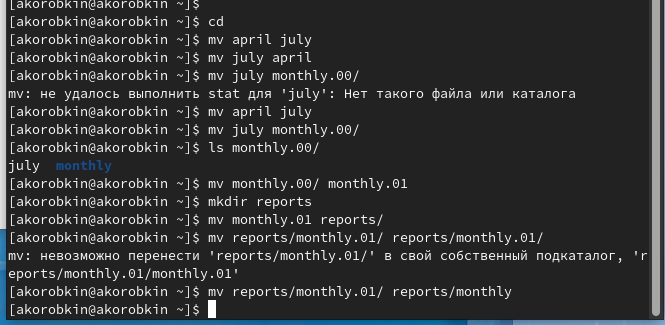 [akorobkin@akorobkin ~]$
[akorobkin@akorobkin ~]$ cd
[akorobkin@akorobkin ~]$ mv april july
[akorobkin@akorobkin ~]$ mv july april
[akorobkin@akorobkin ~]$ mv july monthly.00/
mv: не удалось выполнить stat для 'july': Нет такого файла или каталога
[akorobkin@akorobkin ~]$ mv april july
[akorobkin@akorobkin ~]$ mv july monthly.00/
[akorobkin@akorobkin ~]$ ls monthly.00/
july  monthly
[akorobkin@akorobkin ~]$ mv monthly.00/ monthly.01
[akorobkin@akorobkin ~]$ mkdir reports
[akorobkin@akorobkin ~]$ mv monthly.01 reports/
[akorobkin@akorobkin ~]$ mv reports/monthly.01/ reports/monthly.01/
mv: невозможно перенести 'reports/monthly.01/' в свой собственный подкаталог, 'r
eports/monthly.01/monthly.01'
[akorobkin@akorobkin ~]$ mv reports/monthly.01/ reports/monthly
[akorobkin@akorobkin ~]$